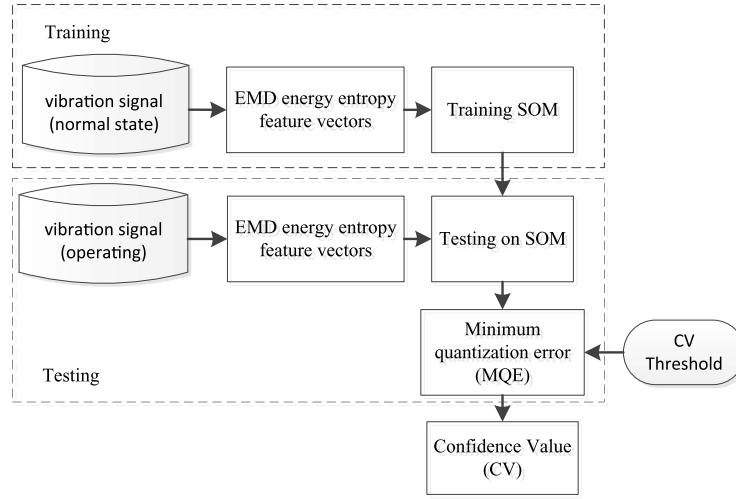 Training
vibration signal
(normal state)
EMD energy entropy
feature vectors
Training SOM
vibration signal
(operating)
EMD energy entropy
feature vectors
Testing on SOM
Minimum
quantization error
(MQE)
CV
Threshold
Testing
Confidence Value
(CV)